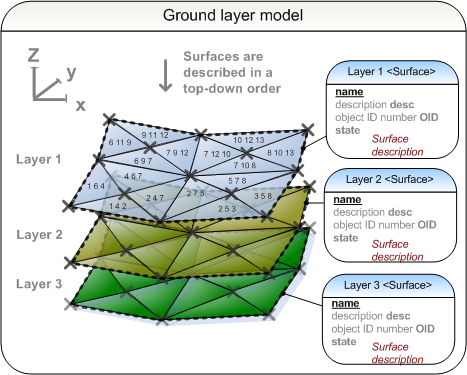 Ground layer model
Z
y
x
Surfaces are
described in a
top-down order
Layer 1 <Surface>
name
description desc
object ID number OID
state
Surface
description
Layer 1
6 11 9
9 11 12
10 12 13
7 9 12
7 12 10
8 10 13
6 9 7
7 10 8
4 6 7
5 7 8
1 6 4
2 4 7
2 7 5
3 5 8
1 4 2
2 5 3
Layer 2 <Surface>
name
description desc
object ID number OID
state
Surface
description
Layer 2
Layer 3
Layer 3 <Surface>
name
description desc
object ID number OID
state
Surface
description